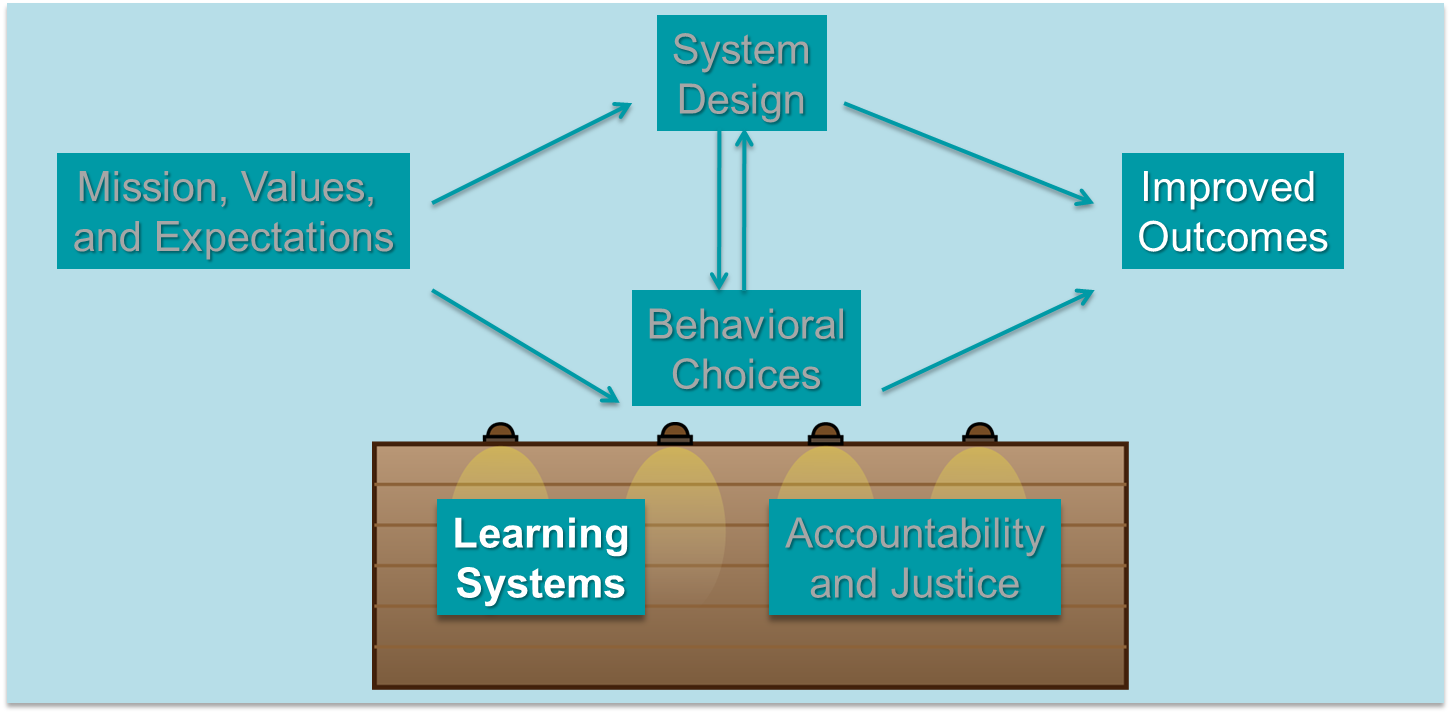 System
Design
Mission, Values,
and Expectations
Improved
Outcomes
Behavioral
Choices
Learning
Systems
Accountability
and Justice